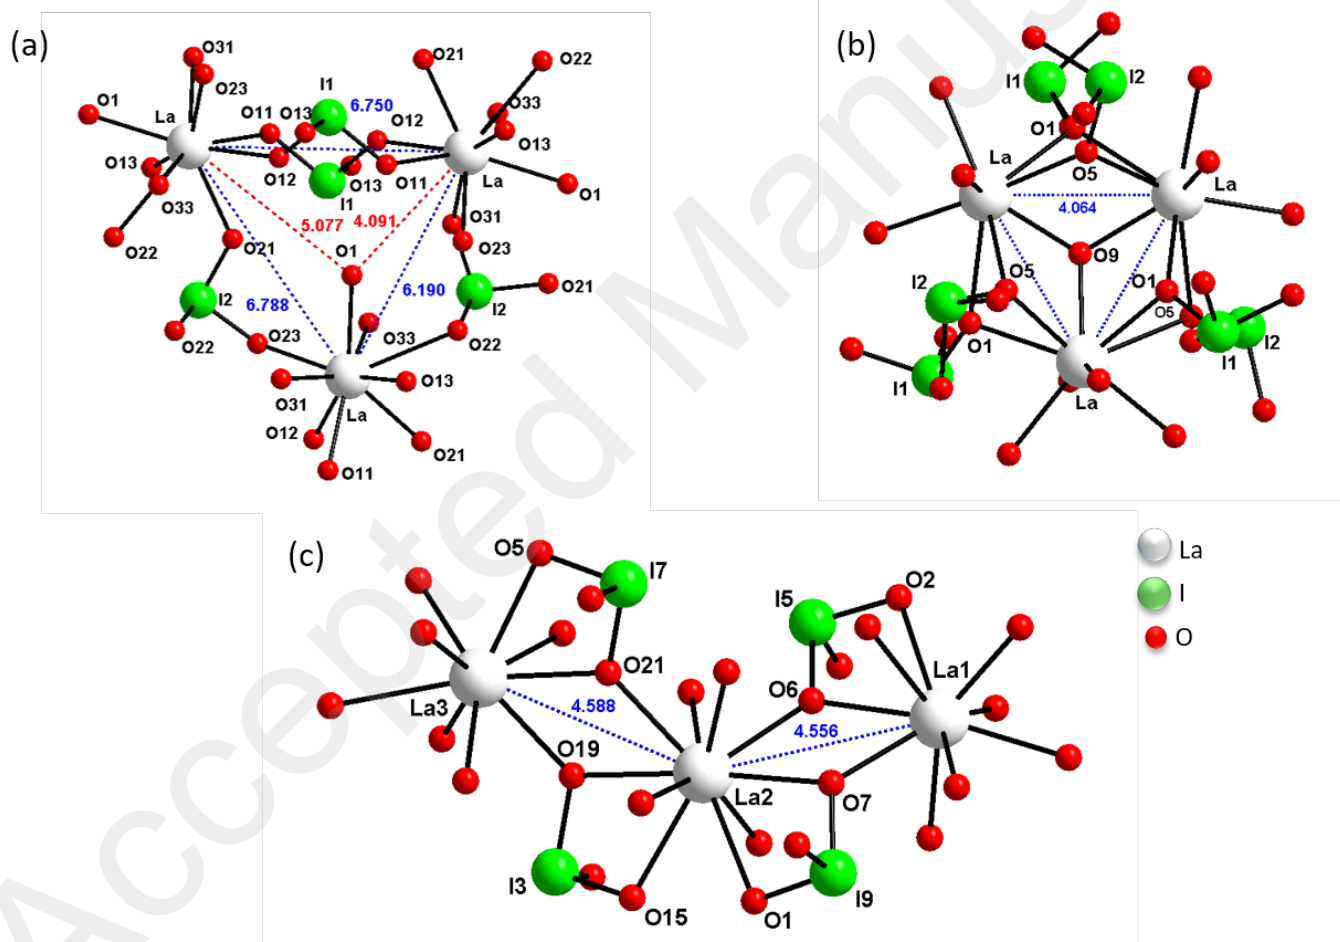 (a)
O31
O23
O1
La
O11
O13
I1
6.750
O12
O21
O22
O33
O13
O13
O33
O12
I1
O13
O11
La
O1
O22
O21
5.077
4.091
O31
O23
O1
I2
6.788
6.190
I2
O21
O22
O23
O33
O22
O31
La
O13
O12
O21
O11
(b)
I1
I2
O1
La
O5
La
4.064
O9
O5
O1
I2
O5
O1
I2
I1
I1
La
(c)
O5
I7
I5
O2
O21
La1
La3
O6
4.588
4.556
O19
La2
O7
I3
O15
O1
I9
La
I
O
Accepted Manus